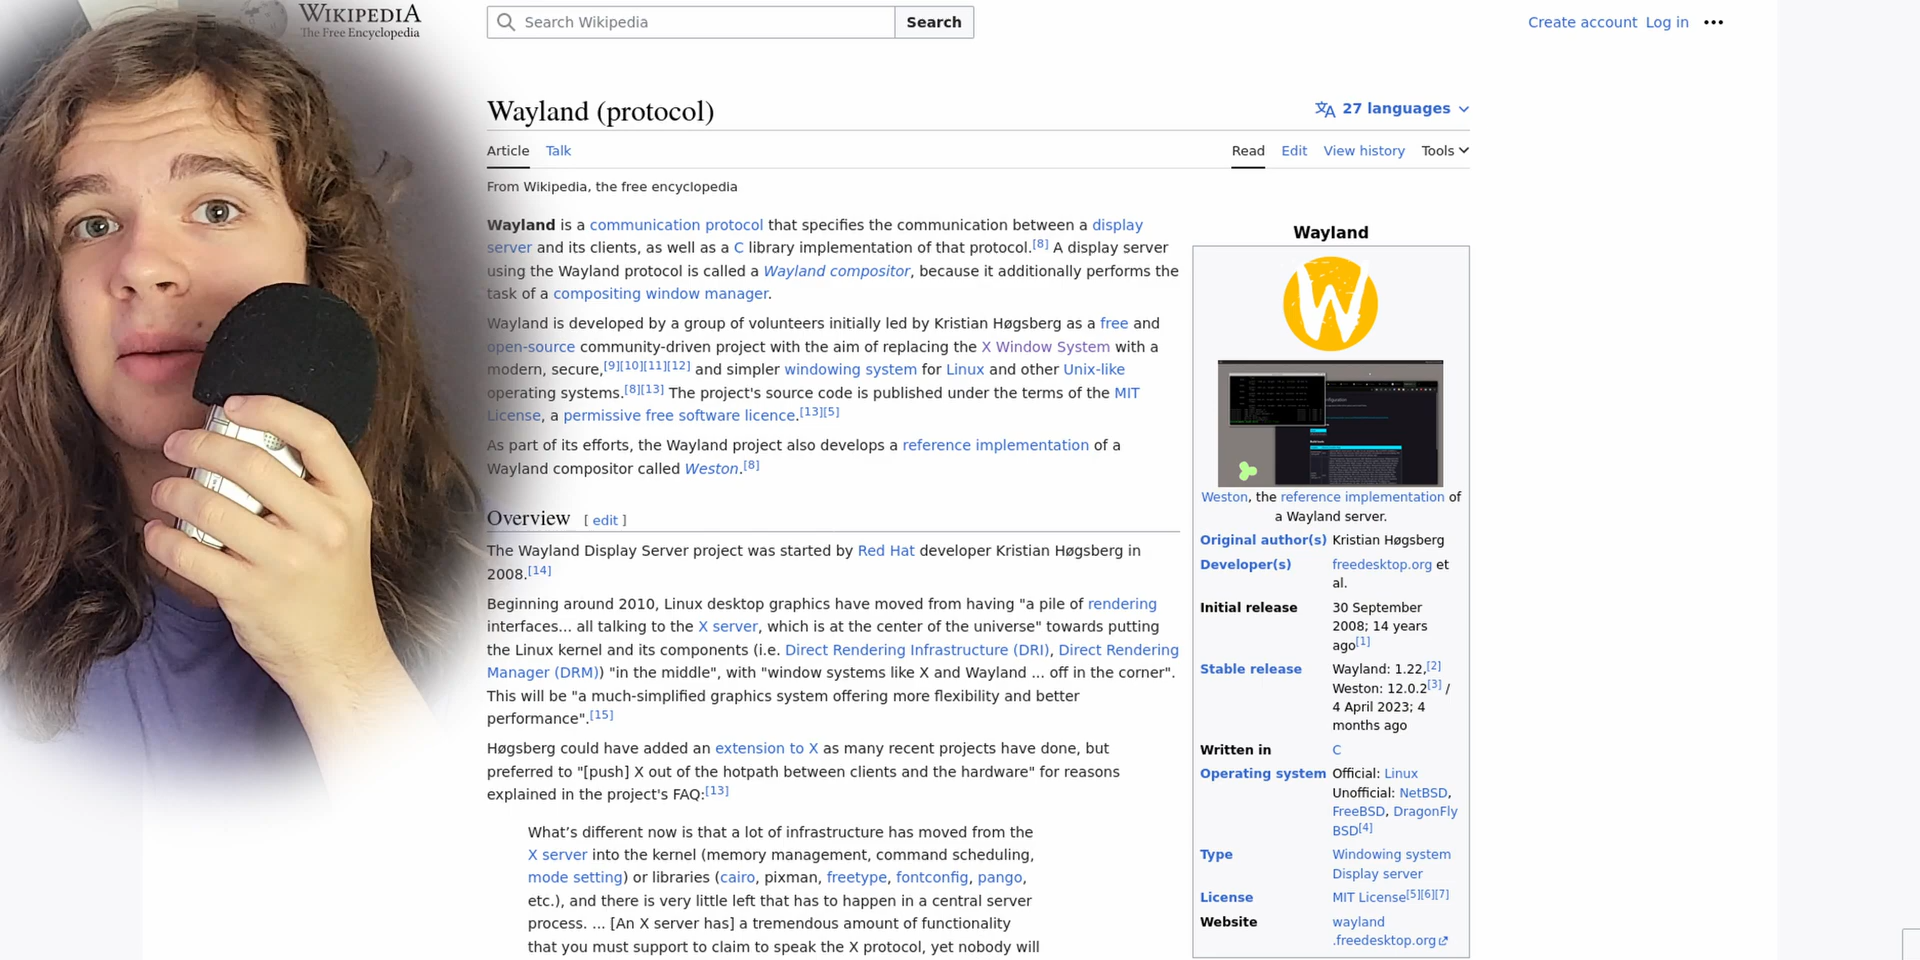 WIKIPEDIA
The Free Encyclopedia
Search Wikipedia
Search
Create account
Log in
Wayland (protocol)
27 languages
Article
Talk
Read
Edit
View history
Tools
From Wikipedia, the free encyclopedia
Wayland is a communication protocol that specifies the communication between a display
server and its clients, as well as a C library implementation of that protocol.[8] A display server
using the Wayland protocol is called a Wayland compositor, because it additionally performs the
task of a compositing window manager.
Wayland is developed by a group of volunteers initially led by Kristian Høgsberg as a free and
open-source community-driven project with the aim of replacing the X Window System with a
modern, secure,[9][10][11][12] and simpler windowing system for Linux and other Unix-like
operating systems.[8][13] The project's source code is published under the terms of the MIT
License, a permissive free software licence.[13][5]
As part of its efforts, the Wayland project also develops a reference implementation of a
Wayland compositor called Weston.[8]
Overview [ edit ]
The Wayland Display Server project was started by Red Hat developer Kristian Høgsberg in
2008.[14]
Beginning around 2010, Linux desktop graphics have moved from having "a pile of rendering
interfaces... all talking to the X server, which is at the center of the universe" towards putting
the Linux kernel and its components (i.e. Direct Rendering Infrastructure (DRI), Direct Rendering
Manager (DRM)) "in the middle", with "window systems like X and Wayland ... off in the corner".
This will be "a much-simplified graphics system offering more flexibility and better
performance".[15]
Høgsberg could have added an extension to X as many recent projects have done, but
preferred to "[push] X out of the hotpath between clients and the hardware" for reasons
explained in the project's FAQ:[13]
What's different now is that a lot of infrastructure has moved from the
X server into the kernel (memory management, command scheduling,
mode setting) or libraries (cairo, pixman, freetype, fontconfig, pango,
etc.), and there is very little left that has to happen in a central server
process. ... [An X server has] a tremendous amount of functionality
that you must support to claim to speak the X protocol, yet nobody will
Wayland
W
Weston, the reference implementation of
a Wayland server.
Original author(s) Kristian Høgsberg
Developer(s) freedesktop.org et
al.
Initial release 30 September
2008; 14 years
ago[1]
Stable release Wayland: 1.22,[2]
Weston: 12.0.2[3] /
4 April 2023; 4
months ago
Written in C
Operating system Official: Linux
Unofficial: NetBSD,
FreeBSD, DragonFly
BSD[4]
Type Windowing system
Display server
License MIT License[5][6][7]
Website wayland
.freedesktop.org